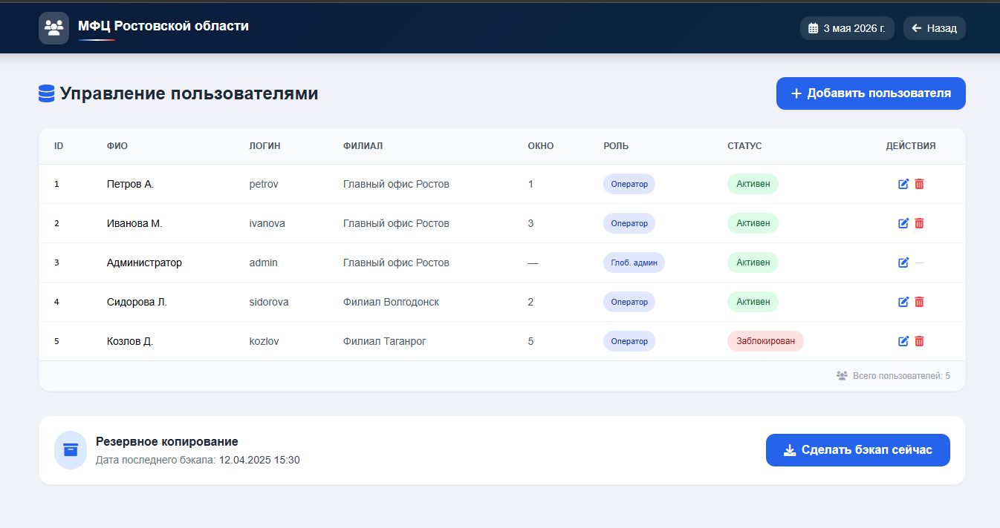 МФЦ Ростовской области
3 мая 2026 г.
Назад
Управление пользователями
Добавить пользователя
ID ФИО ЛОГИН ФИЛИАЛ ОКНО РОЛЬ СТАТУС ДЕЙСТВИЯ
1 Петров А. petrov Главный офис Ростов 1 Оператор Активен
2 Иванова М. ivanova Главный офис Ростов 3 Оператор Активен
3 Администратор admin Главный офис Ростов — Глоб. админ Активен —
4 Сидорова Л. sidorova Филиал Волгодонск 2 Оператор Активен
5 Козлов Д. kozlov Филиал Таганрог 5 Оператор Заблокирован
Всего пользователей: 5
Резервное копирование
Дата последнего бэкапа: 12.04.2025 15:30
Сделать бэкап сейчас